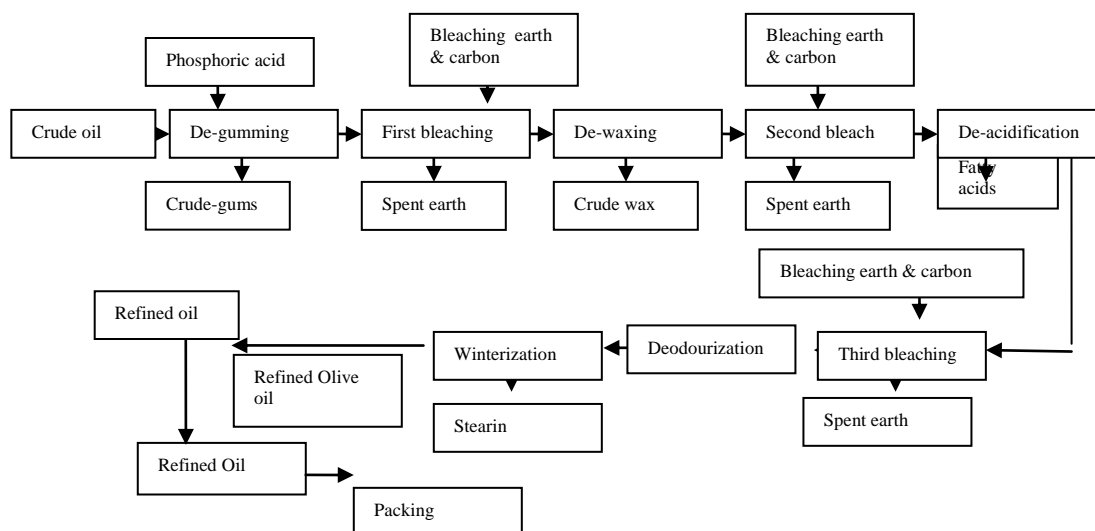 Bleaching earth
& carbon
Bleaching earth
& carbon
Phosphoric acid
Crude oil
De-gumming
First bleaching
De-waxing
Second bleach
De-acidification
Crude-gums
Spent earth
Crude wax
Spent earth
Fatty
acids
Bleaching earth & carbon
Refined oil
Winterization
Deodourization
Third bleaching
Refined Olive
oil
Stearin
Spent earth
Refined Oil
Packing